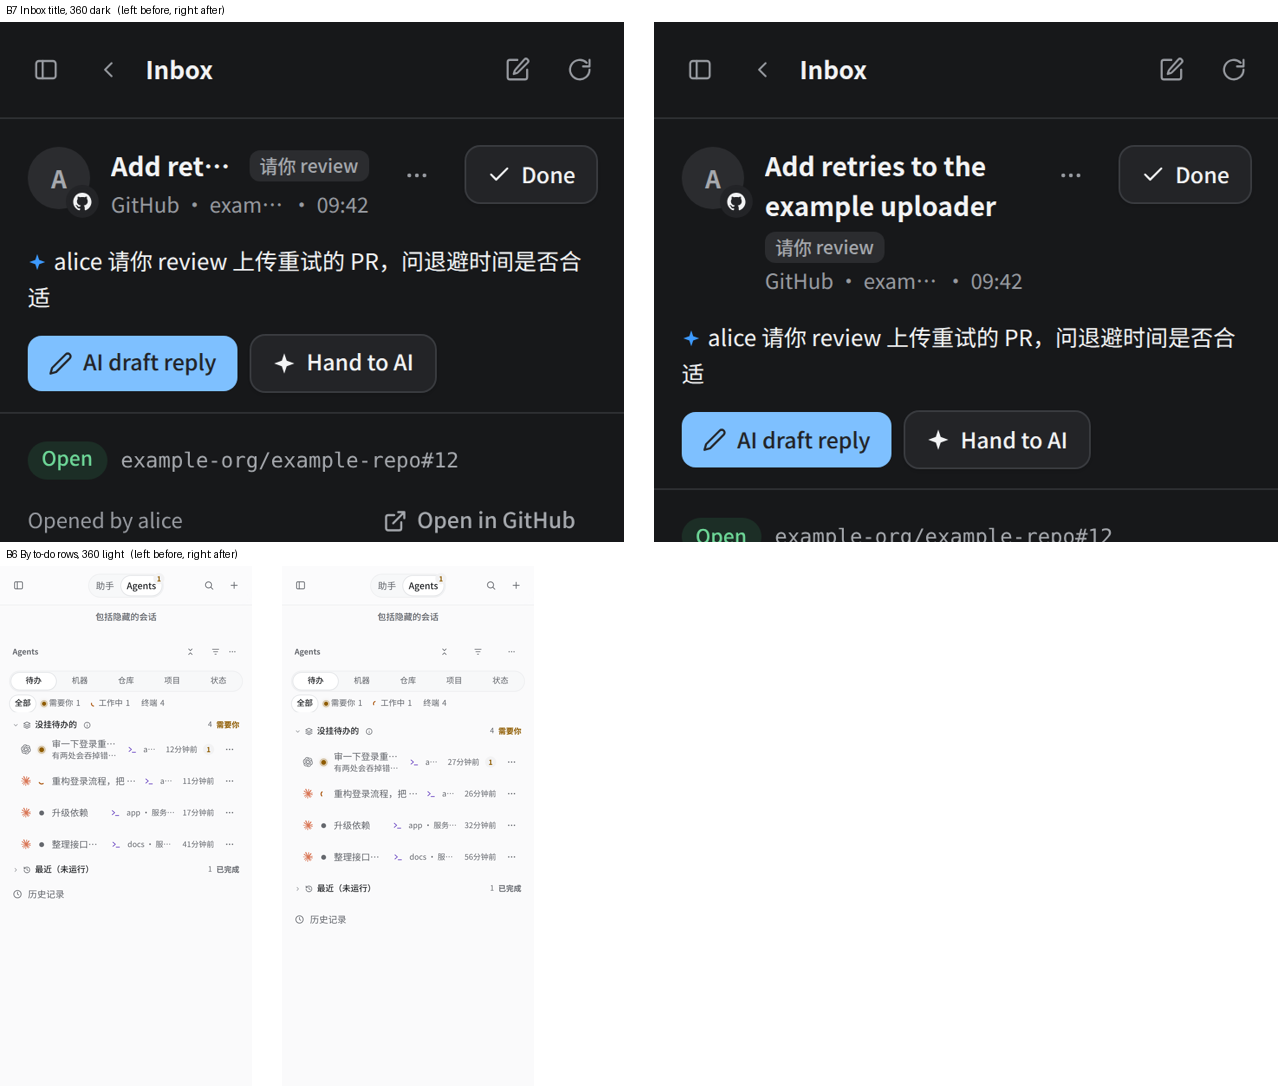 B7 Inbox title, 360 dark (left before, right after)
Inbox
A
Add ret···
请你 review
···
Done
GitHub • exam··· • 09:42
alice 请你 review 上传重试的 PR，问退避时间是否合
适
AI draft reply
Hand to AI
Open
example-org/example-repo#12
Opened by alice
Open in GitHub
Inbox
A
Add retries to the
example uploader
···
Done
请你 review
GitHub • exam··· • 09:42
alice 请你 review 上传重试的 PR，问退避时间是否合
适
AI draft reply
Hand to AI
Open
example-org/example-repo#12
B6 By to-do rows, 360 light (left before, right after)
助手 Agents 1
包括隐藏的会话
Agents
待办 机器 仓库 项目 状态
全部 需要你 1 工作中 1 终端 4
没挂待办的 4 需要你
审一下登录重··· a··· 12分钟前 1 ···
有两处会吞掉错···
重构登录流程，把 ··· a··· 11分钟前 ···
升级依赖 app • 服务··· 17分钟前 ···
整理接口··· docs • 服··· 41分钟前 ···
最近（未运行） 1 已完成
历史记录
助手 Agents 1
包括隐藏的会话
Agents
待办 机器 仓库 项目 状态
全部 需要你 1 工作中 1 终端 4
没挂待办的 4 需要你
审一下登录重··· a··· 27分钟前 1 ···
有两处会吞掉错···
重构登录流程，把 ··· a··· 26分钟前 ···
升级依赖 app • 服务··· 32分钟前 ···
整理接口··· docs • 服··· 56分钟前 ···
最近（未运行） 1 已完成
历史记录